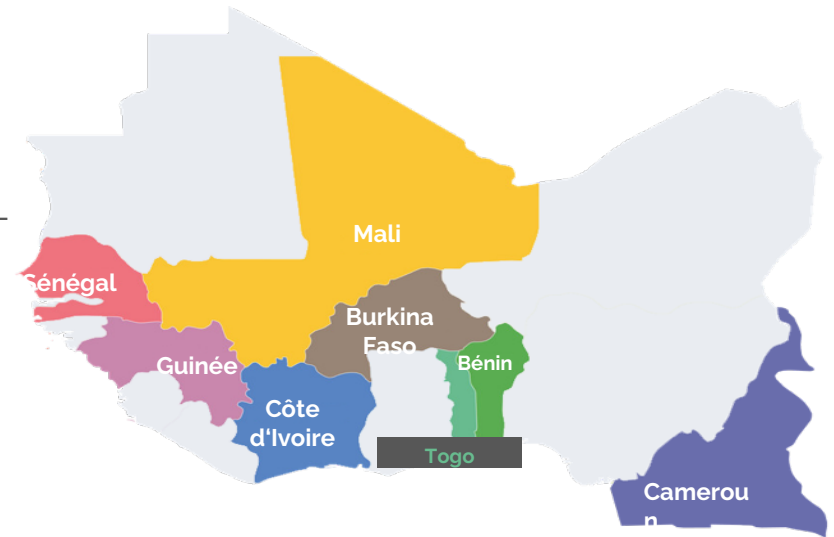 Mali
Sénégal
Burkina
Faso
Bénin
Guinée
Côte
d‘Ivoire
Togo
Camerou
n